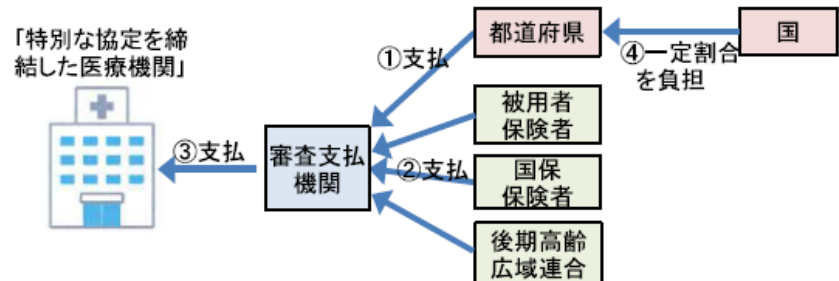 「特別な協定を締
結した医療機関」
③支払
審査支払
機関
①支払
②支払
都道府県
④一定割合
を負担
国
被用者
保険者
国保
保険者
後期高齢
広域連合